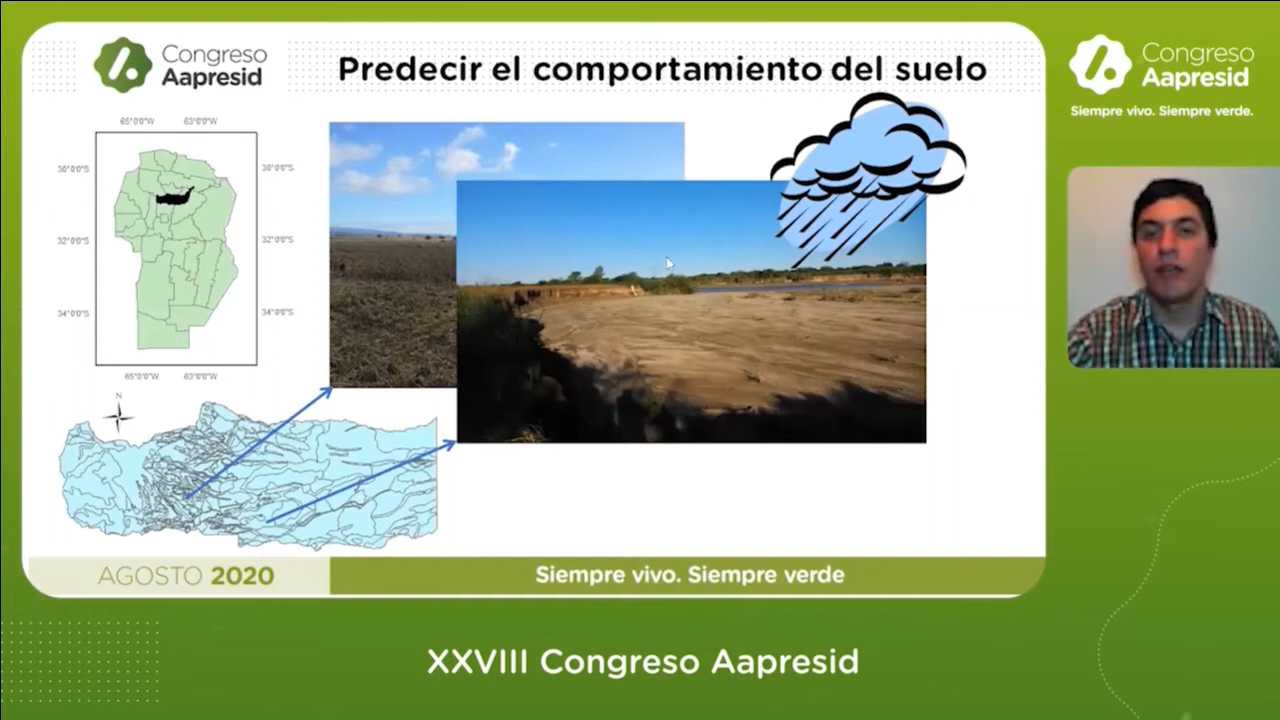 Congreso
Aapresid
Predecir el comportamiento del suelo
Congreso
Aapresid
Siempre vivo. Siempre verde.
65°0'0"W 63°0'0"W
30°0'0"S 30°0'0"S
32°0'0"S 32°0'0"S
34°0'0"S 34°0'0"S
65°0'0"W 63°0'0"W
N
AGOSTO 2020
Siempre vivo. Siempre verde
XXVIII Congreso Aapresid